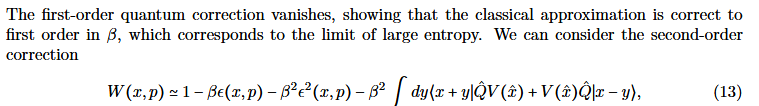 The first-order quantum correction vanishes, showing that the classical approximation is correct to
first order in β, which corresponds to the limit of large entropy. We can consider the second-order
correction
W(x,p) ≃ 1 − βϵ(x,p) − β²ϵ²(x,p) − β² ∫ dy⟨x + y|Q̂V(x̂) + V(x̂)Q̂|x − y⟩, (13)